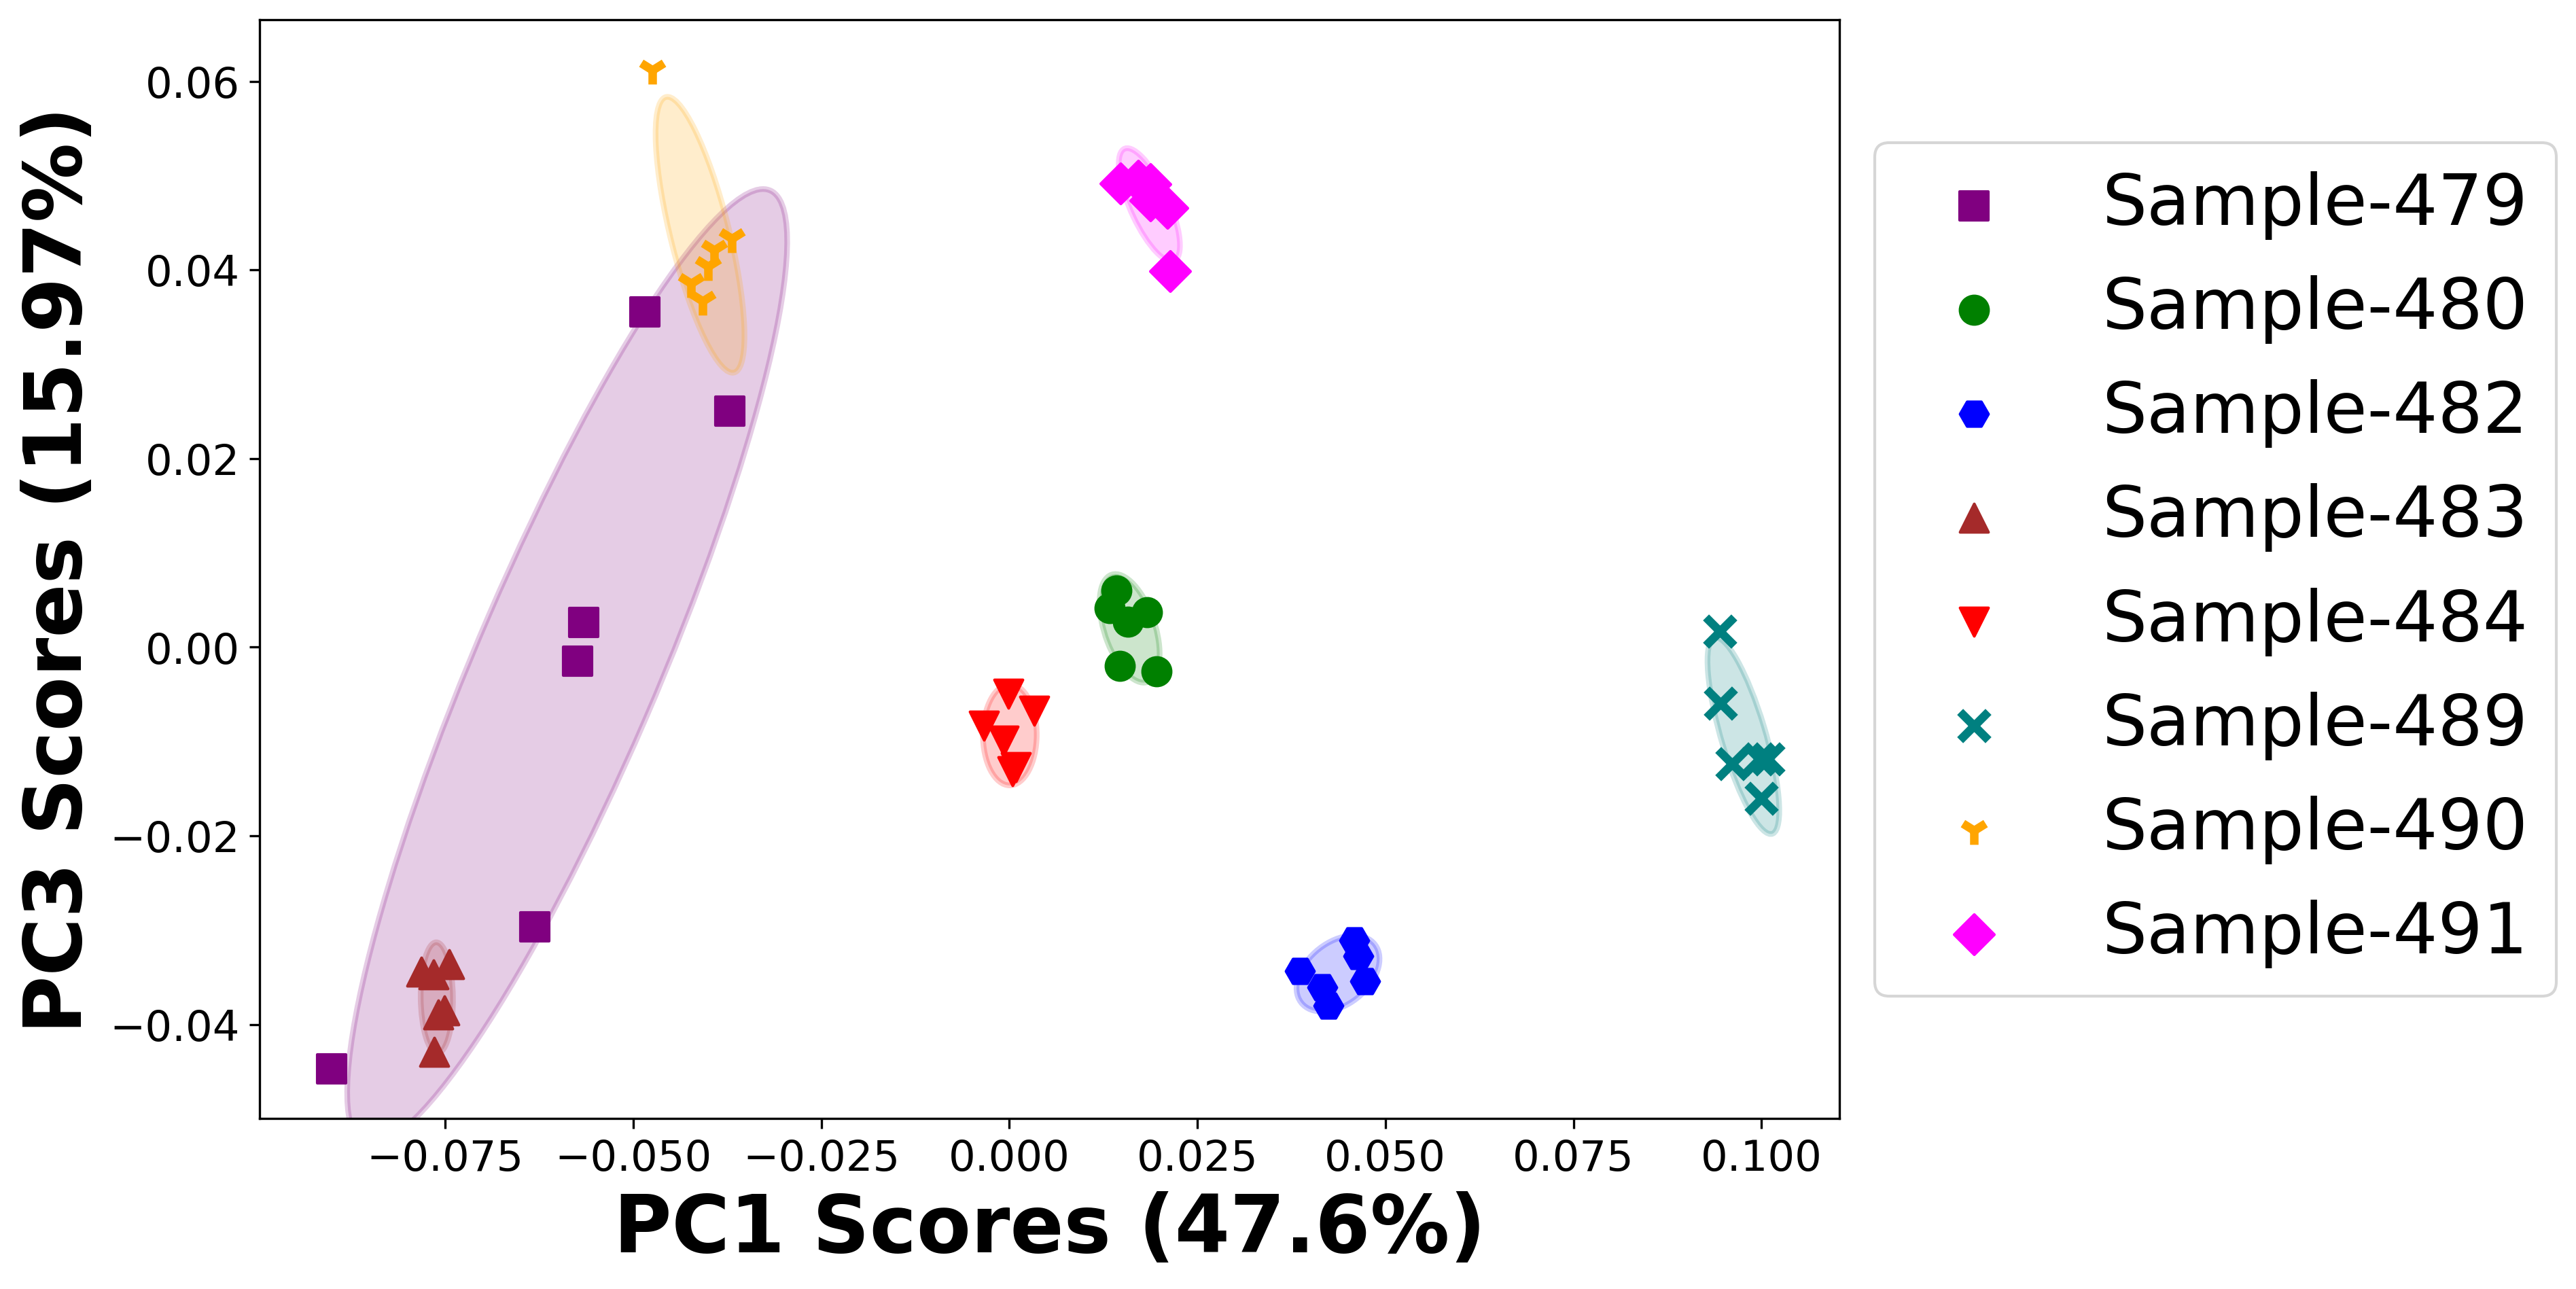 PC3 Scores (15.97%)
0.06
0.04
0.02
0.00
−0.02
−0.04
−0.075
−0.050
−0.025
0.000
0.025
0.050
0.075
0.100
PC1 Scores (47.6%)
Sample-479
Sample-480
Sample-482
Sample-483
Sample-484
Sample-489
Sample-490
Sample-491